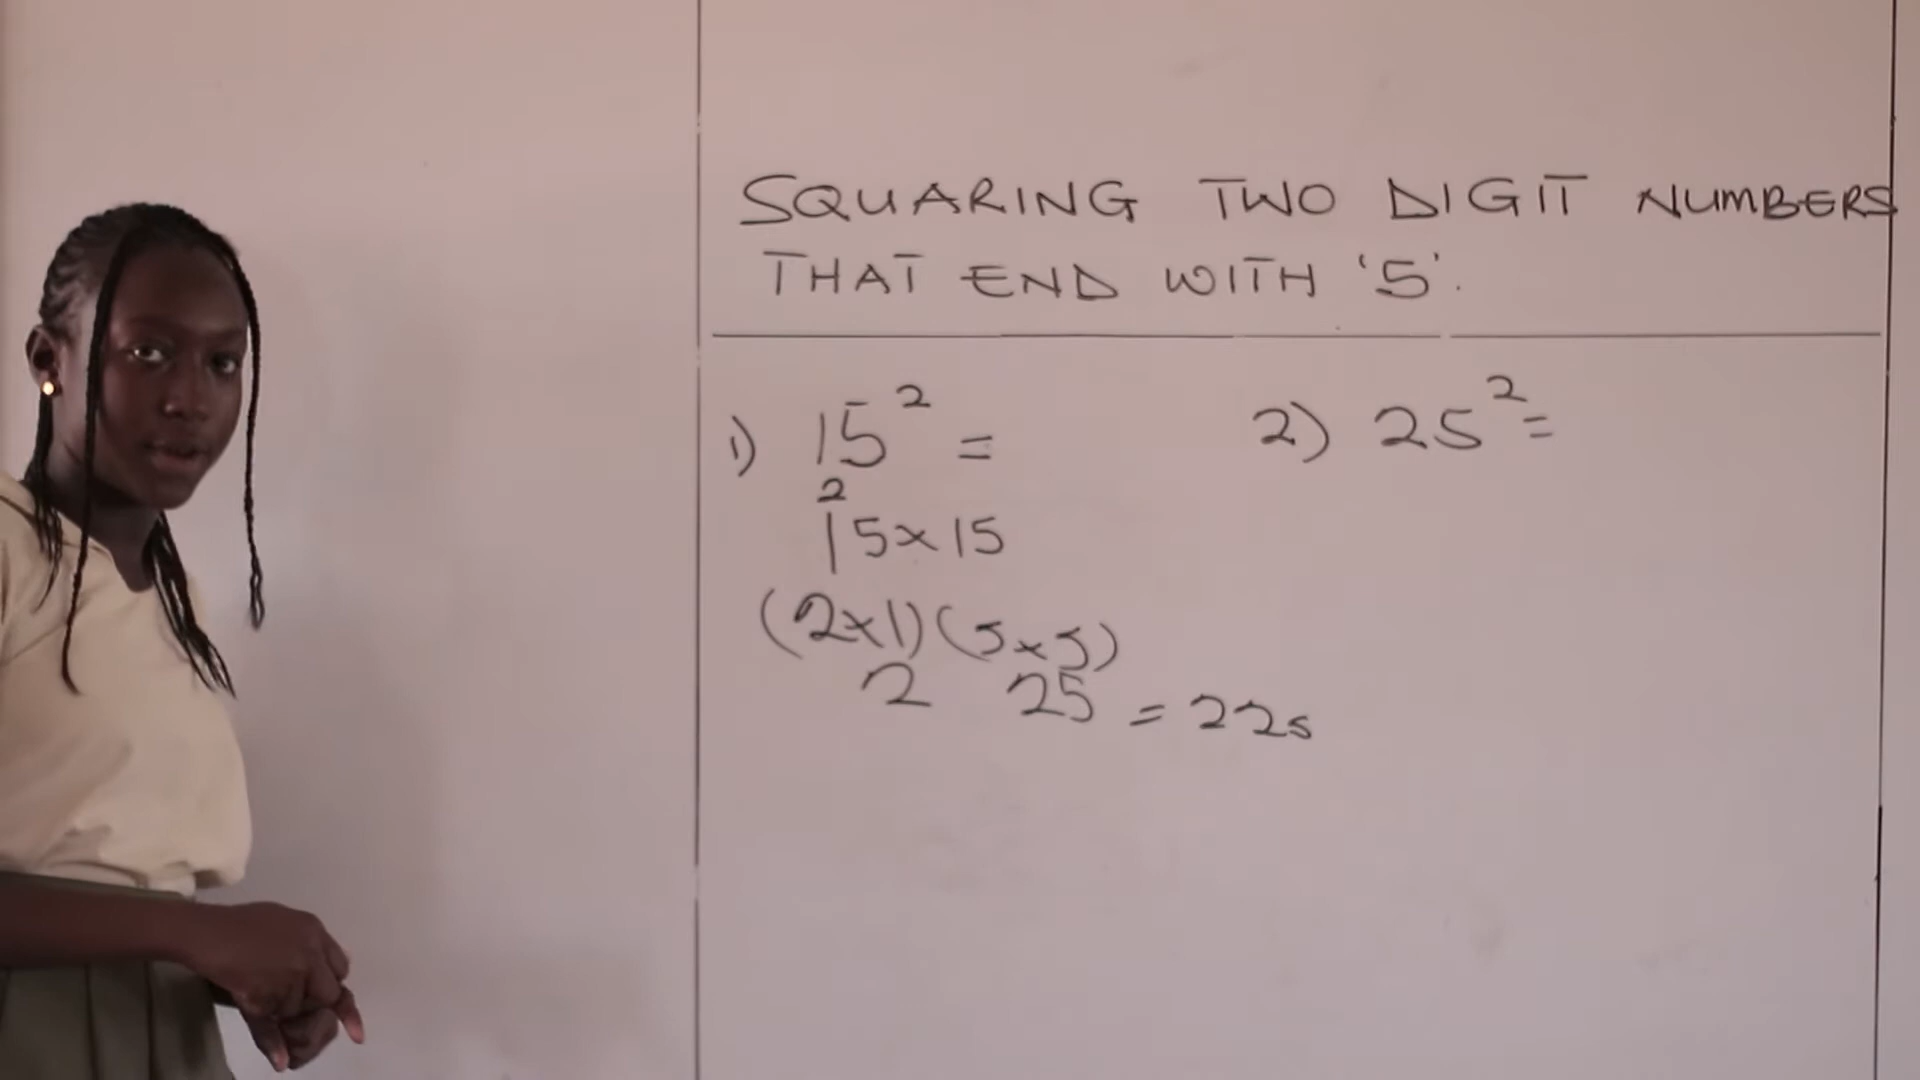 SQUARING TWO DIGIT NUMBERS
THAT END WITH '5'.
1) 15² =
2
15×15
(2×1)(5×5)
2 25 = 225
2) 25² =